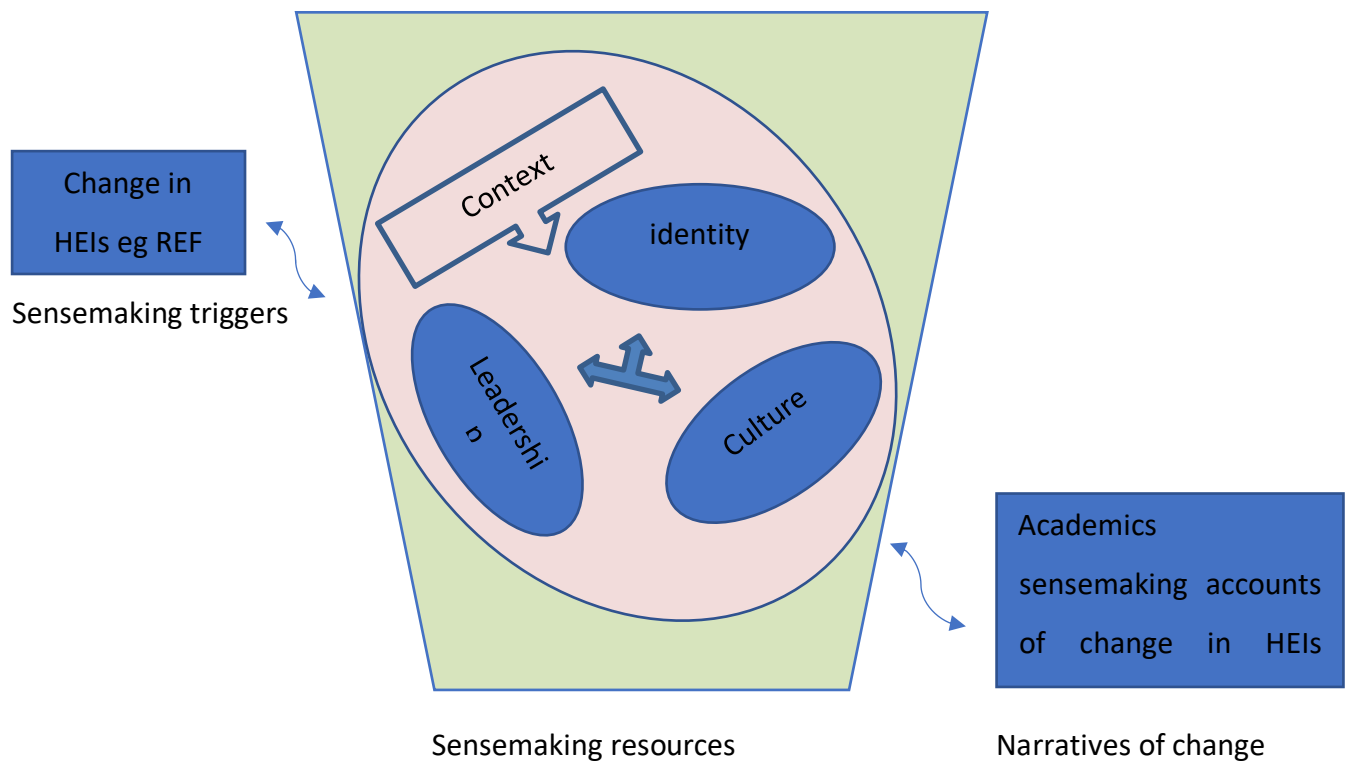 Change in
HEIs eg REF
Sensemaking triggers
Context
identity
Leadershi
p
Culture
Academics
sensemaking accounts
of change in HEIs
Sensemaking resources
Narratives of change